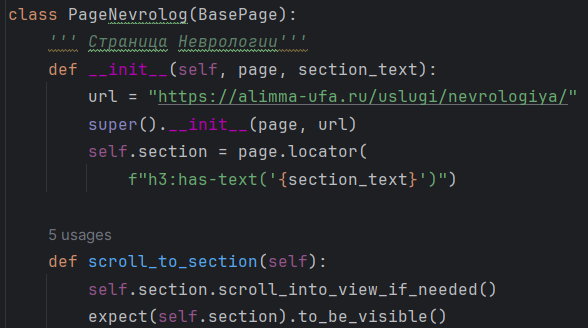 class PageNevrolog(BasePage):
''' Страница Неврологии'''
def __init__(self, page, section_text):
url = "https://alimma-ufa.ru/uslugi/nevrologiya/"
super().__init__(page, url)
self.section = page.locator(
f"h3:has-text('{section_text}')")
5 usages
def scroll_to_section(self):
self.section.scroll_into_view_if_needed()
expect(self.section).to_be_visible()